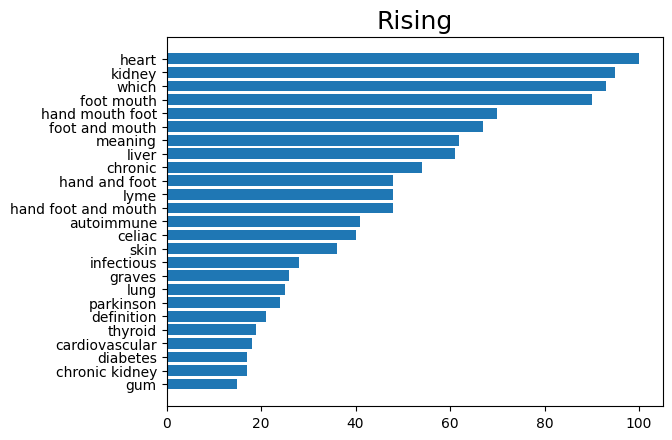 Rising
heart
kidney
which
foot mouth
hand mouth foot
foot and mouth
meaning
liver
chronic
hand and foot
lyme
hand foot and mouth
autoimmune
celiac
skin
infectious
graves
lung
parkinson
definition
thyroid
cardiovascular
diabetes
chronic kidney
gum
0 20 40 60 80 100